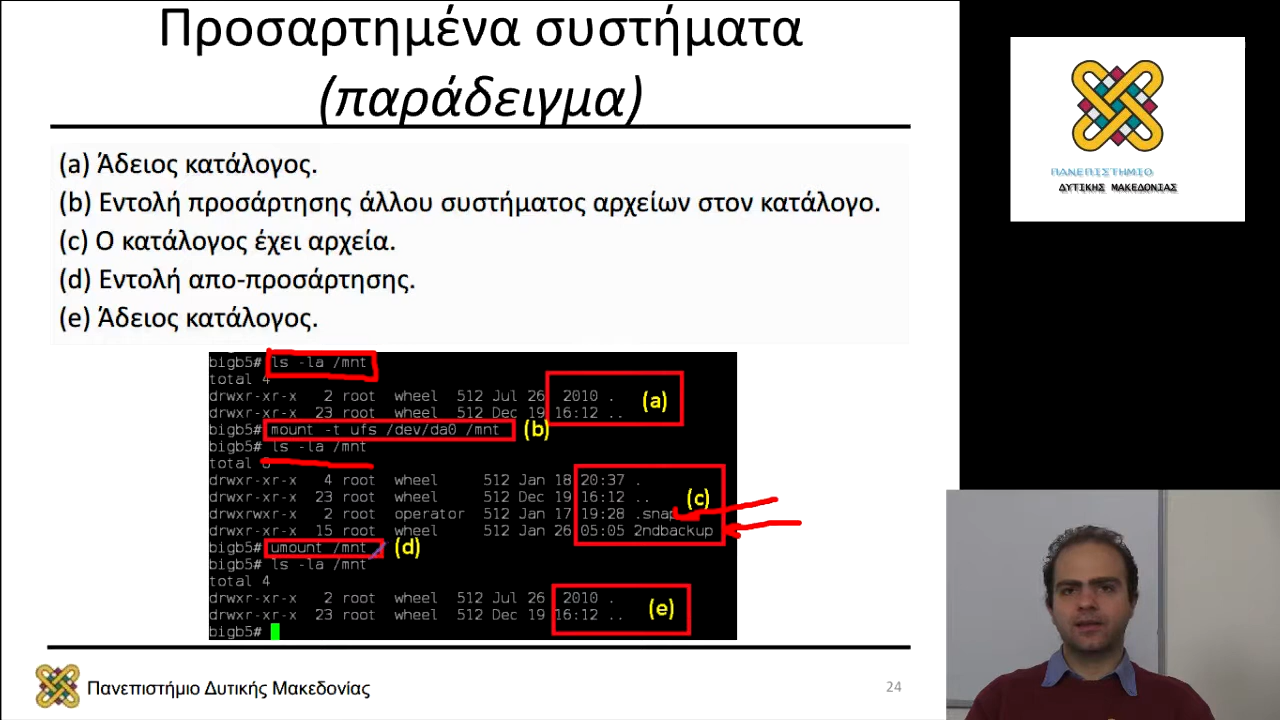 Προσαρτημένα συστήματα
(παράδειγμα)
(a) Άδειος κατάλογος.
(b) Εντολή προσάρτησης άλλου συστήματος αρχείων στον κατάλογο.
(c) Ο κατάλογος έχει αρχεία.
(d) Εντολή απο-προσάρτησης.
(e) Άδειος κατάλογος.
bigb5# ls -la /mnt
total 4
drwxr-xr-x 2 root wheel 512 Jul 26 2010 .
(a)
drwxr-xr-x 23 root wheel 512 Dec 19 16:12 ..
bigb5# mount -t ufs /dev/da0 /mnt (b)
bigb5# ls -la /mnt
total
drwxr-xr-x 4 root wheel 512 Jan 18 20:37 .
drwxr-xr-x 23 root wheel 512 Dec 19 16:12 .. (c)
drwxrwxr-x 2 root operator 512 Jan 17 19:28 .snap
drwxr-xr-x 15 root wheel 512 Jan 26 05:05 2ndbackup
bigb5# umount /mnt (d)
bigb5# ls -la /mnt
total 4
drwxr-xr-x 2 root wheel 512 Jul 26 2010 .
(e)
drwxr-xr-x 23 root wheel 512 Dec 19 16:12 ..
bigb5#
Πανεπιστήμιο Δυτικής Μακεδονίας
24
ΠΑΝΕΠΙΣΤΗΜΙΟ
ΔΥΤΙΚΗΣ ΜΑΚΕΔΟΝΙΑΣ